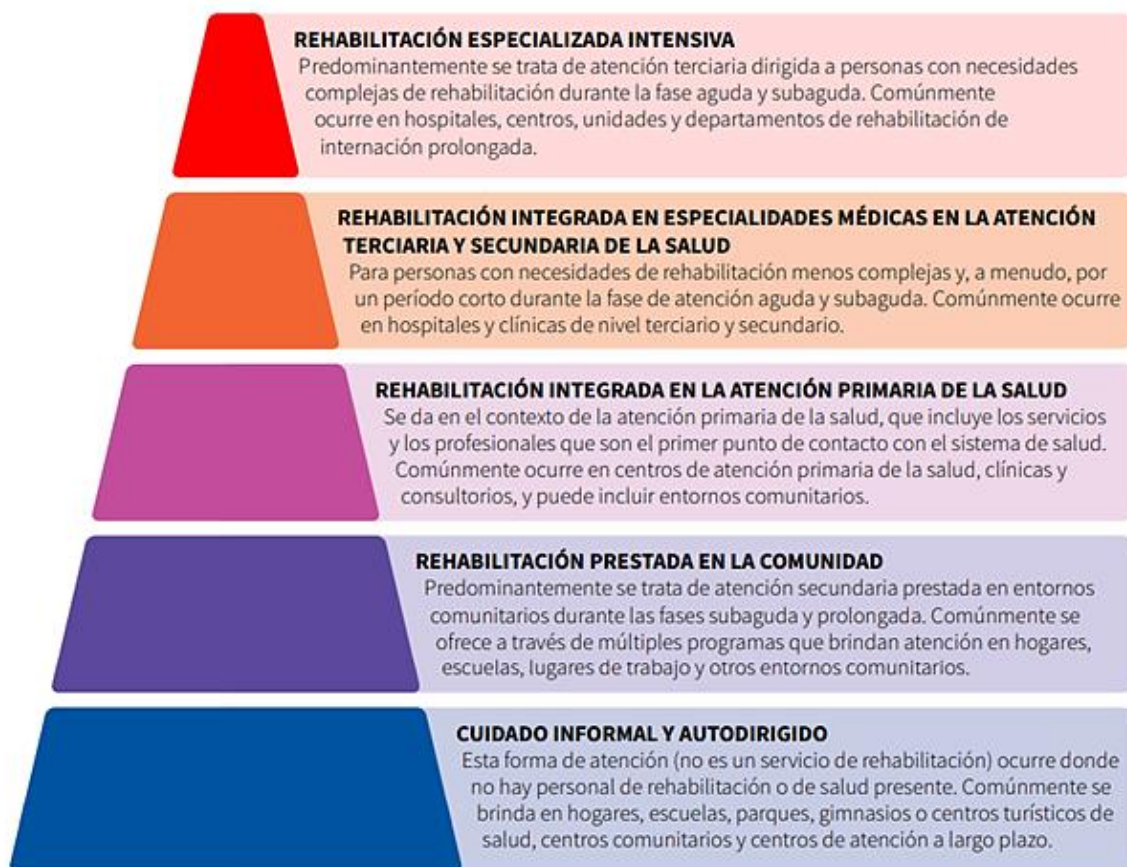 REHABILITACIÓN ESPECIALIZADA INTENSIVA
Predominantemente se trata de atención terciaria dirigida a personas con necesidades
complejas de rehabilitación durante la fase aguda y subaguda. Comúnmente
ocurre en hospitales, centros, unidades y departamentos de rehabilitación de
internación prolongada.
REHABILITACIÓN INTEGRADA EN ESPECIALIDADES MÉDICAS EN LA ATENCIÓN
TERCIARIA Y SECUNDARIA DE LA SALUD
Para personas con necesidades de rehabilitación menos complejas y, a menudo, por
un período corto durante la fase de atención aguda y subaguda. Comúnmente ocurre
en hospitales y clínicas de nivel terciario y secundario.
REHABILITACIÓN INTEGRADA EN LA ATENCIÓN PRIMARIA DE LA SALUD
Se da en el contexto de la atención primaria de la salud, que incluye los servicios
y los profesionales que son el primer punto de contacto con el sistema de salud.
Comúnmente ocurre en centros de atención primaria de la salud, clínicas y
consultorios, y puede incluir entornos comunitarios.
REHABILITACIÓN PRESTADA EN LA COMUNIDAD
Predominantemente se trata de atención secundaria prestada en entornos
comunitarios durante las fases subaguda y prolongada. Comúnmente se
ofrece a través de múltiples programas que brindan atención en hogares,
escuelas, lugares de trabajo y otros entornos comunitarios.
CUIDADO INFORMAL Y AUTODIRIGIDO
Esta forma de atención (no es un servicio de rehabilitación) ocurre donde
no hay personal de rehabilitación o de salud presente. Comúnmente se
brinda en hogares, escuelas, parques, gimnasios o centros turísticos de
salud, centros comunitarios y centros de atención a largo plazo.